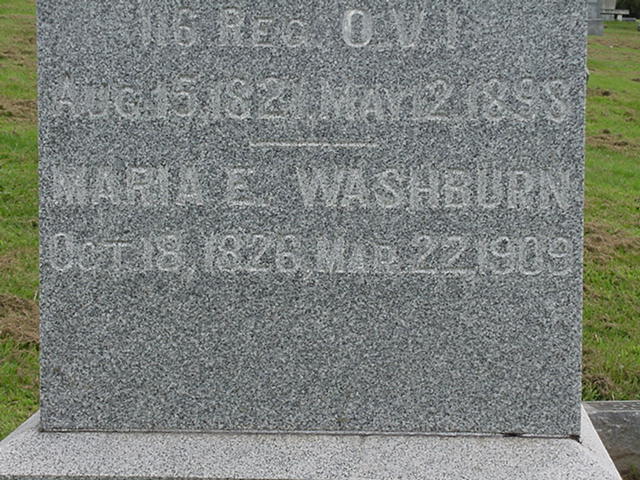 116 REG. O.V.I.
AUG. 15, 1821, MAY 12, 1898
MARIA E. WASHBURN
OCT. 18, 1826, MAR. 22, 1909